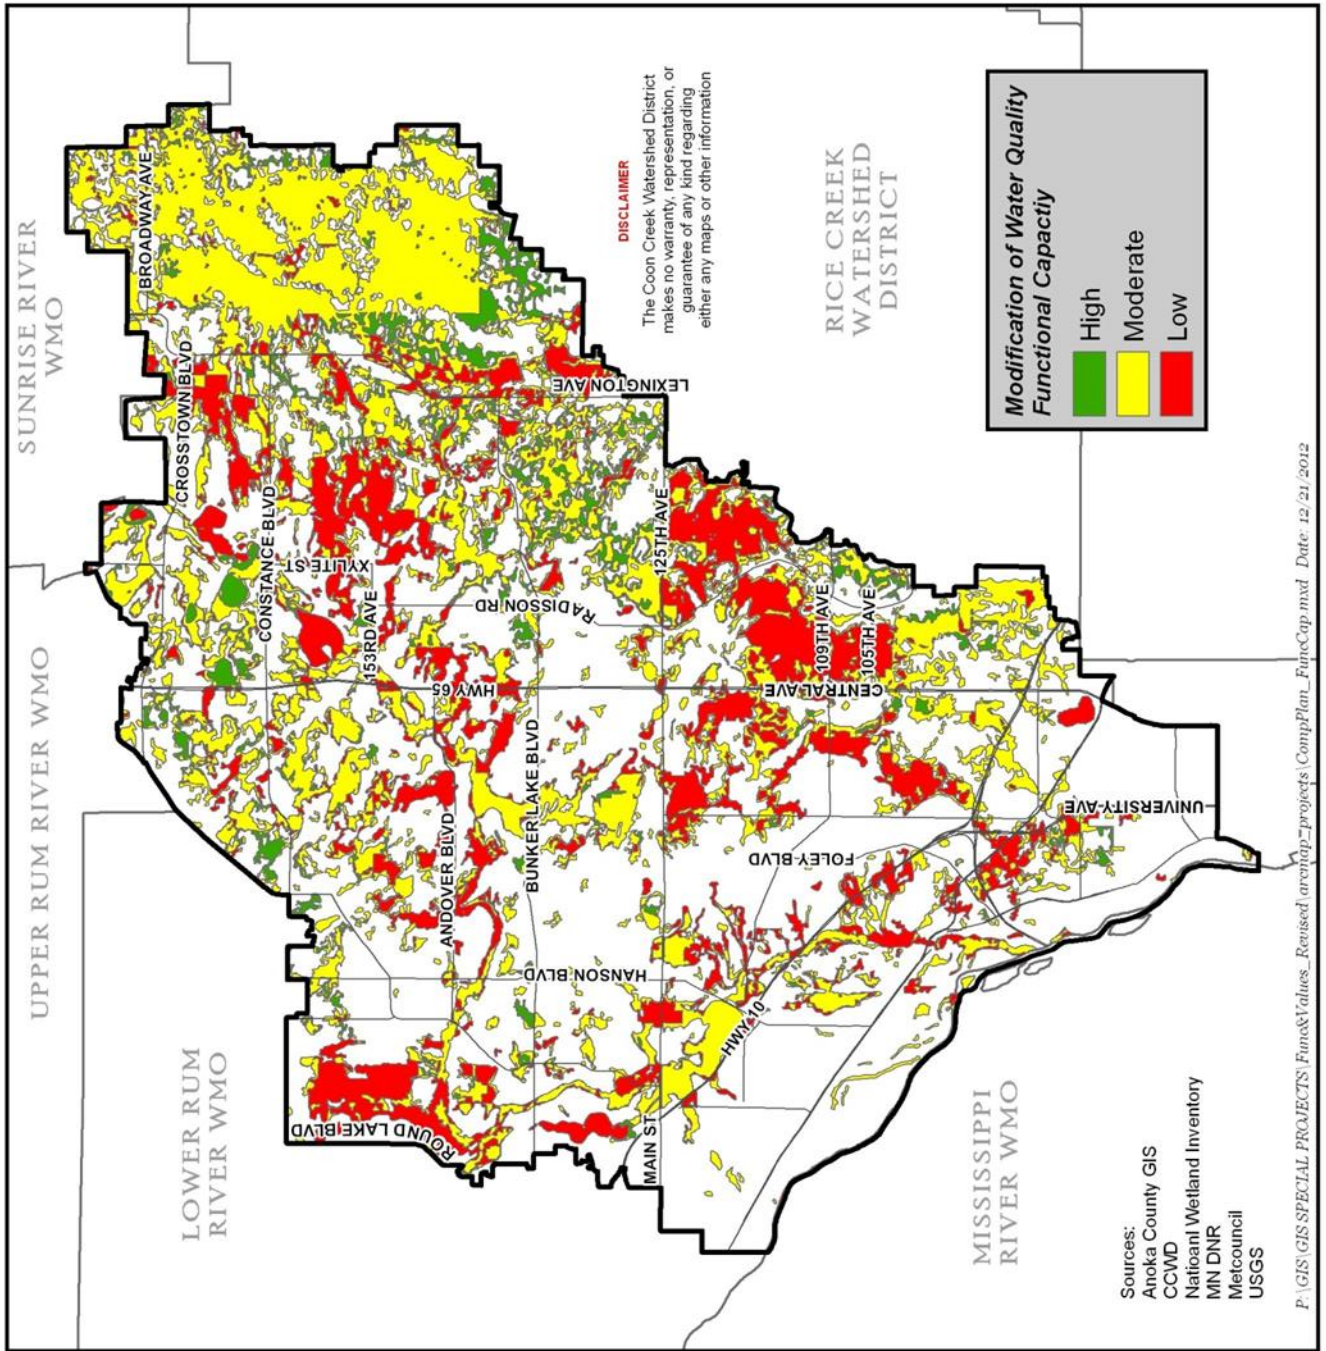 SUNRISE RIVER
WMO
UPPER RUM RIVER WMO
LOWER RUM
RIVER WMO
BROADWAY AVE
CROSSTOWN BLVD
CONSTANCE BLVD
XYLITE ST
153RD AVE
RADISSON RD
HWY 65
ANDOVER BLVD
BUNKER LAKE BLVD
LEXINGTON AVE
125TH AVE
109TH AVE
105TH AVE
CENTRAL AVE
UNIVERSITY AVE
FOLEY BLVD
HANSON BLVD
HWY 10
ROUND LAKE BLVD
MAIN ST
DISCLAIMER
The Coon Creek Watershed District
makes no warranty, representation, or
guarantee of any kind regarding
either any maps or other information
RICE CREEK
WATERSHED
DISTRICT
MISSISSIPPI
RIVER WMO
Modification of Water Quality
Functional Capactiy
High
Moderate
Low
Sources:
Anoka County GIS
CCWD
Natioanl Wetland Inventory
MN DNR
Metcouncil
USGS
P:\GIS\GIS SPECIAL PROJECTS\Func&Values_Revised\arcmap_projects\CompPlan_FuncCap.mxd Date: 12/21/2012